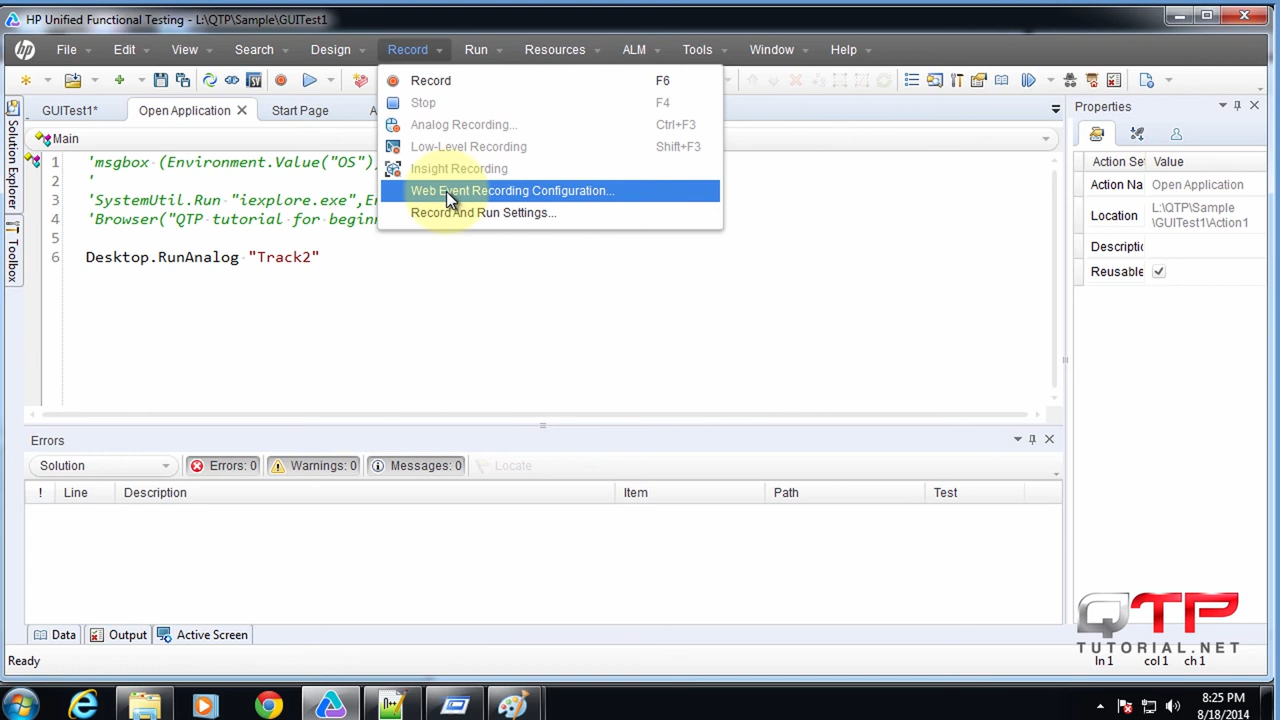 HP Unified Functional Testing - L:\QTP\Sample\GUITest1
File Edit View Search Design Record Run Resources ALM Tools Window Help
GUITest1* Open Application Start Page
Main
1 'msgbox (Environment.Value("OS")
2 '
3 'SystemUtil.Run "iexplore.exe",En
4 'Browser("QTP tutorial for begin
5
6 Desktop.RunAnalog "Track2"
Record F6
Stop F4
Analog Recording... Ctrl+F3
Low-Level Recording Shift+F3
Insight Recording
Web Event Recording Configuration...
Record And Run Settings...
Solution Explorer
Toolbox
Properties
Action Se Value
Action Na Open Application
Location L:\QTP\Sample
\GUITest1\Action1
Descriptic
Reusable
Errors
Solution Errors: 0 Warnings: 0 Messages: 0 Locate
! Line Description Item Path Test
Data Output Active Screen
QTP
TUTORIAL.NET
Ready ln 1 col 1 ch 1
8:25 PM
8/18/2014